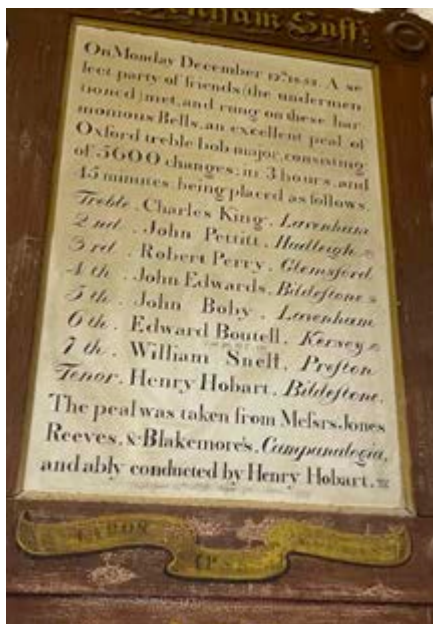 Suff:
On Monday December
A se
lect party of friends (the undermen
tioned) met, and rung on these har
monious Bells, an excellent peal of
Oxford treble bob major, consisting
of 5600 changes; in 3 hours, and
45 minutes; being placed as follows.
Treble . Charles King . Lavenham
2nd . John Pettitt . Hadleigh
3rd . Robert Perry . Glemsford
4th . John Edwards . Bildestone
5th . John Boby . Lavenham
6th . Edward Boutell . Kersey
7th . William Snell . Preston
Tenor . Henry Hobart . Bildestone.
The peal was taken from Messrs. Jones
Reeves, & Blakemore's, Campanalogia,
and ably conducted by Henry Hobart.
LABOR
IPSE